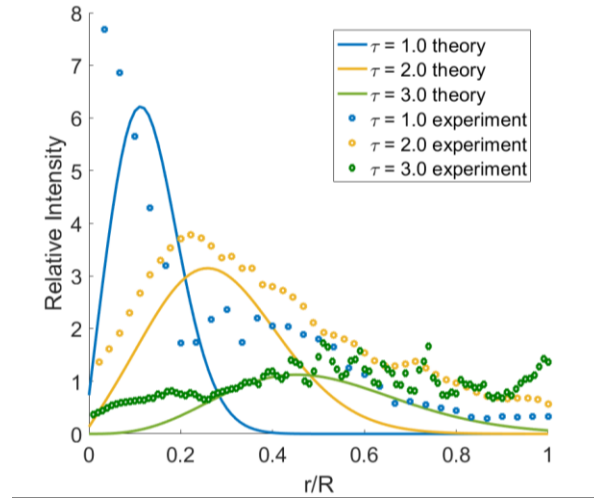 8
7
6
5
4
3
2
1
0
Relative Intensity
τ = 1.0 theory
τ = 2.0 theory
τ = 3.0 theory
τ = 1.0 experiment
τ = 2.0 experiment
τ = 3.0 experiment
0 0.2 0.4 0.6 0.8 1
r/R